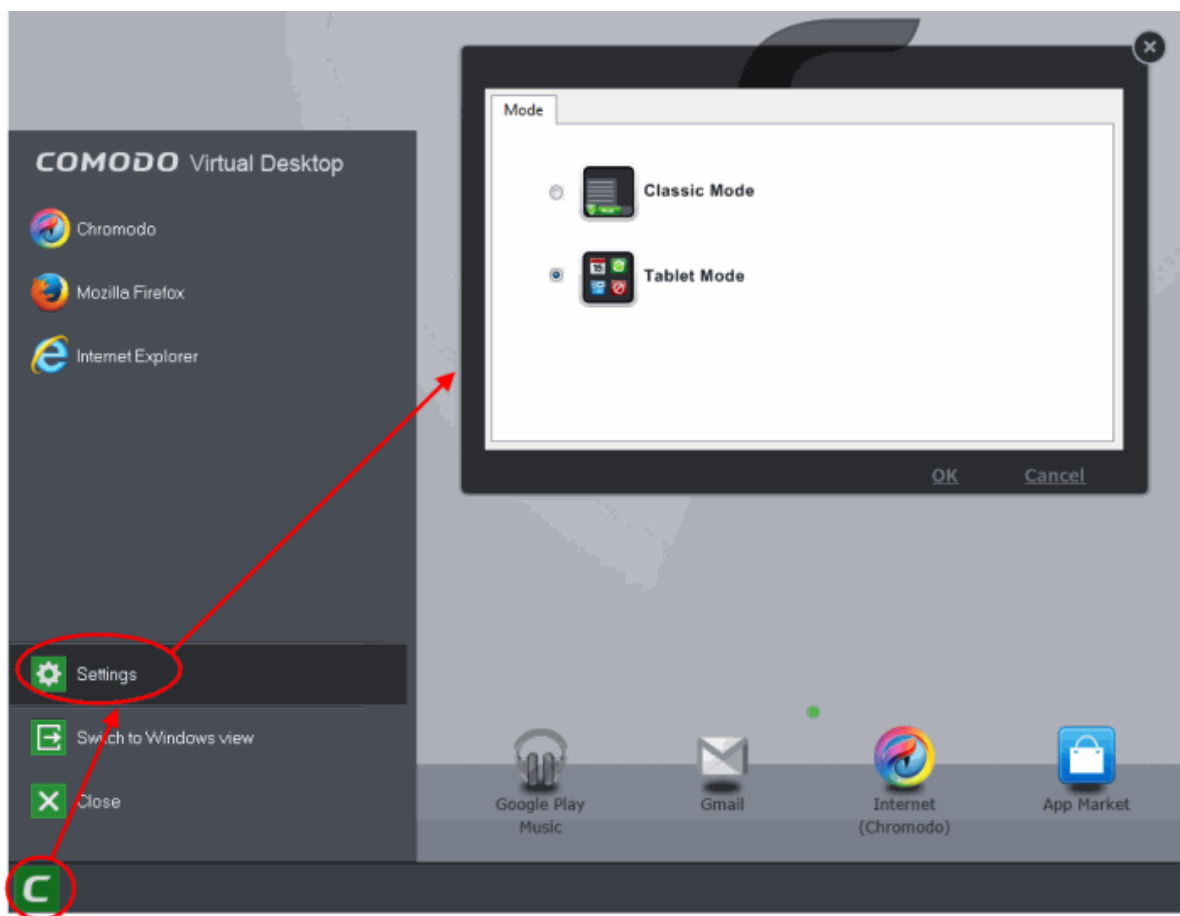 COMODO Virtual Desktop
Chromodo
Mozilla Firefox
Internet Explorer
Settings
Switch to Windows view
Close
C
Mode
Classic Mode
15
Tablet Mode
OK
Cancel
Google Play
Music
Gmail
Internet
(Chromodo)
App Market